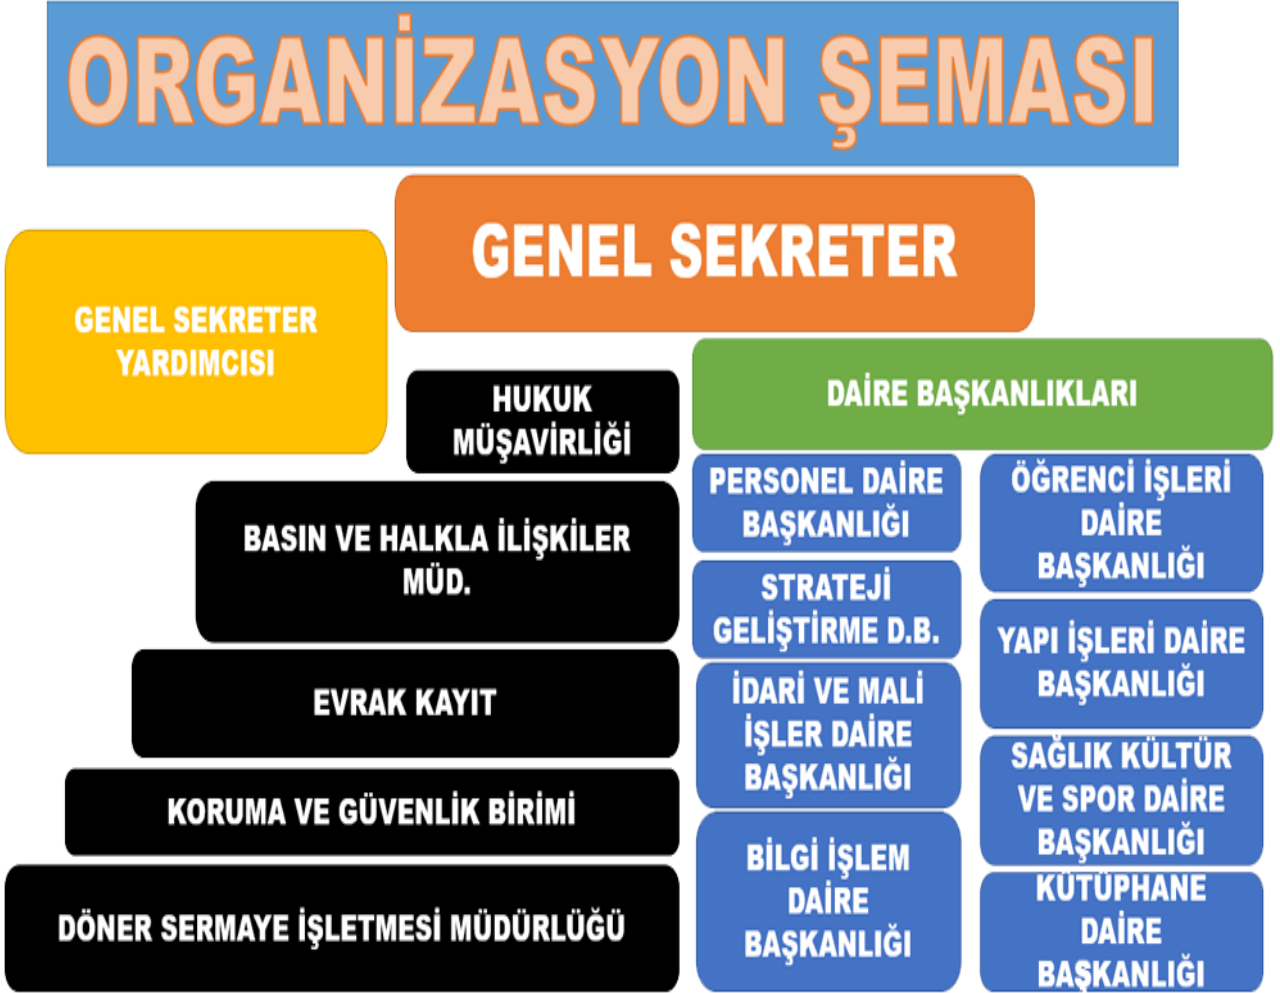 ORGANİZASYON ŞEMASI
GENEL SEKRETER
GENEL SEKRETER
YARDIMCISI
HUKUK
MÜŞAVİRLİĞİ
BASIN VE HALKLA İLİŞKİLER
MÜD.
EVRAK KAYIT
KORUMA VE GÜVENLİK BİRİMİ
DÖNER SERMAYE İŞLETMESİ MÜDÜRLÜĞÜ
DAİRE BAŞKANLIKLARI
PERSONEL DAİRE
BAŞKANLIĞI
STRATEJİ
GELİŞTİRME D.B.
İDARİ VE MALİ
İŞLER DAİRE
BAŞKANLIĞI
BİLGİ İŞLEM
DAİRE
BAŞKANLIĞI
ÖĞRENCİ İŞLERİ
DAİRE
BAŞKANLIĞI
YAPI İŞLERİ DAİRE
BAŞKANLIĞI
SAĞLIK KÜLTÜR
VE SPOR DAİRE
BAŞKANLIĞI
KÜTÜPHANE
DAİRE
BAŞKANLIĞI